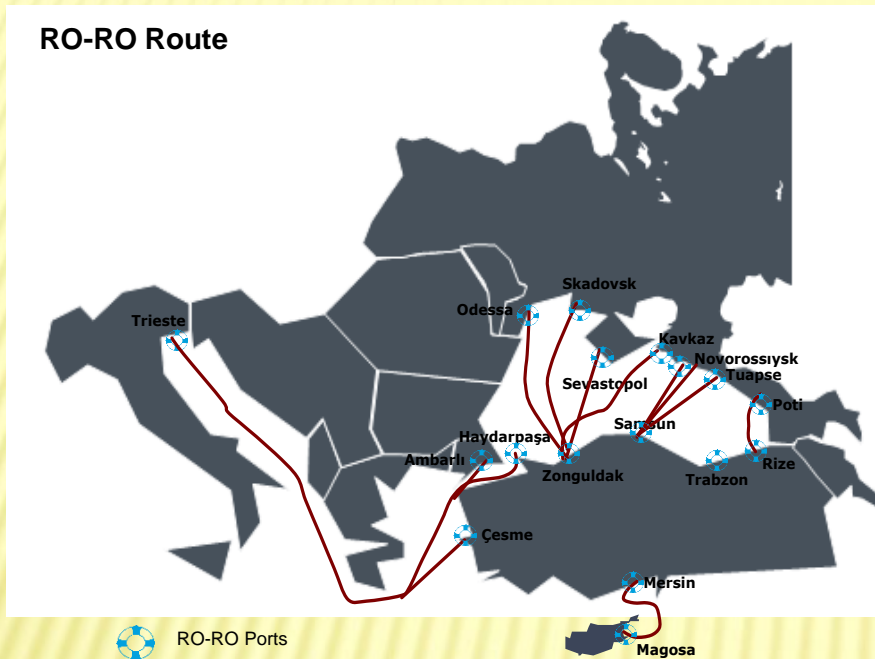 RO-RO Route
Skadovsk
Odessa
Trieste
Kavkaz
Novorossıysk
Tuapse
Sevastopol
Poti
Samsun
Haydarpaşa
Ambarlı
Zonguldak
Trabzon
Rize
Çesme
Mersin
Magosa
RO-RO Ports